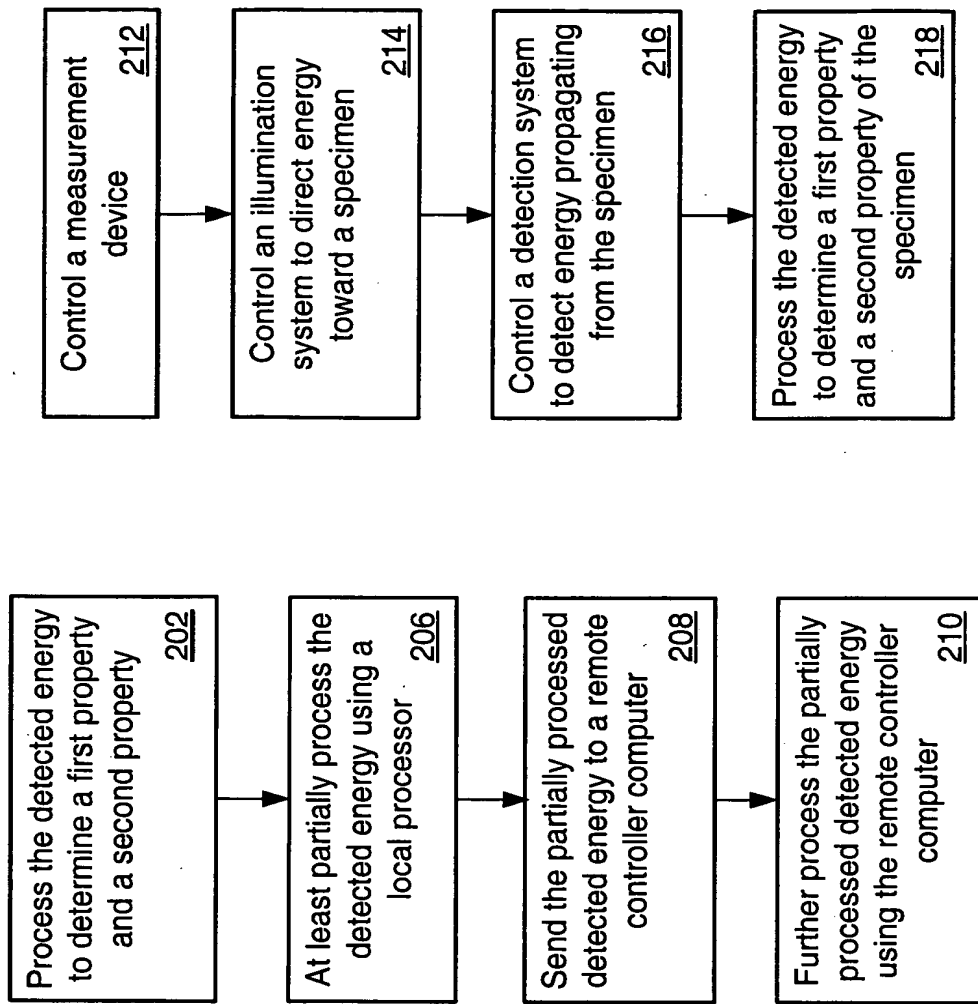 Process the detected energy
to determine a first property
and a second property
202
At least partially process the
detected energy using a
local processor
206
Send the partially processed
detected energy to a remote
controller computer
208
Further process the partially
processed detected energy
using the remote controller
computer
210
Control a measurement
device
212
Control an illumination
system to direct energy
toward a specimen
214
Control a detection system
to detect energy propagating
from the specimen
216
Process the detected energy
to determine a first property
and a second property of the
specimen
218